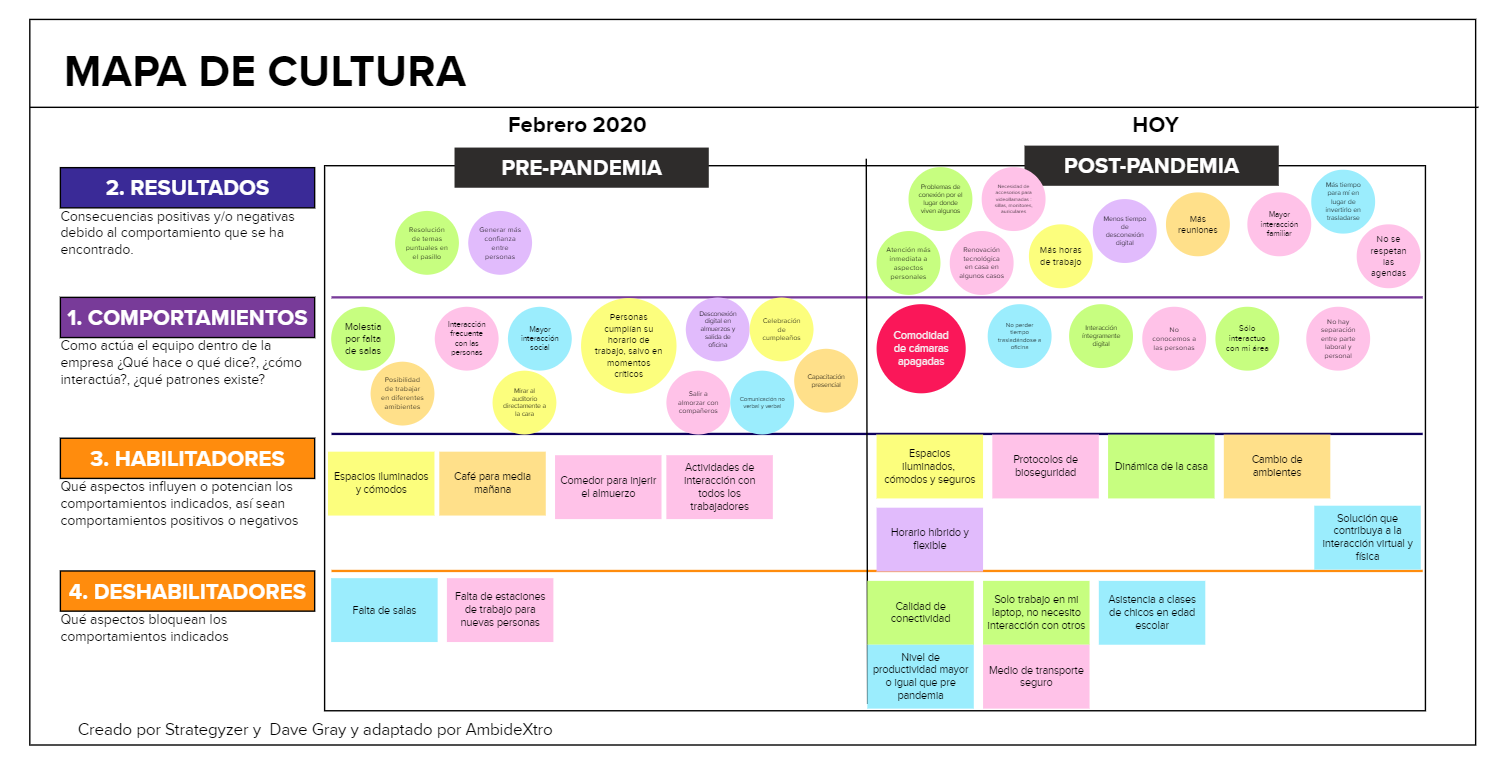 MAPA DE CULTURA
Febrero 2020
HOY
PRE-PANDEMIA
POST-PANDEMIA
2. RESULTADOS
Consecuencias positivas y/o negativas
debido al comportamiento que se ha
encontrado.
Resolución
de temas
puntuales en
el pasillo
Generar más
confianza
entre
personas
Problemas de
conexión por el
lugar donde
viven algunos
Necesidad de
accesorios para
videollamadas :
sillas, monitores,
auriculares
Atención más
inmediata a
aspectos
personales
Renovación
tecnológica
en casa en
algunos casos
Más horas
de trabajo
Menos tiempo
de
desconexión
digital
Más
reuniones
Mayor
interacción
familiar
Más tiempo
para mí en
lugar de
invertirlo en
trasladarse
No se
respetan
las
agendas
1. COMPORTAMIENTOS
Como actúa el equipo dentro de la
empresa ¿Qué hace o qué dice?, ¿cómo
interactúa?, ¿qué patrones existe?
Molestia
por falta
de salas
Posibilidad
de trabajar
en diferentes
ambientes
Interacción
frecuente
con las
personas
Mayor
interacción
social
Mirar al
auditorio
directamente a
la cara
Personas
cumplían su
horario de
trabajo, salvo en
momentos
críticos
Desconexión
digital en
almuerzos y
salida de
oficina
Celebración
de
cumpleaños
Salir a
almorzar con
compañeros
Comunicación no
verbal y verbal
Capacitación
presencial
Comodidad
de cámaras
apagadas
No perder
tiempo
trasladándose a
oficina
Interacción
íntegramente
digital
No
conocemos a
las personas
Sólo
interactuo
con mi área
No hay
separación
entre parte
laboral y
personal
3. HABILITADORES
Qué aspectos influyen o potencian los
comportamientos indicados, así sean
comportamientos positivos o negativos
Espacios iluminados
y cómodos
Café para media
mañana
Comedor para injerir
el almuerzo
Actividades de
interacción con
todos los
trabajadores
Espacios
iluminados,
cómodos y seguros
Protocolos de
bioseguridad
Dinámica de la casa
Cambio de
ambientes
Horario híbrido y
flexible
Solución que
contribuya a la
interacción virtual y
física
4. DESHABILITADORES
Qué aspectos bloquean los
comportamientos indicados
Falta de salas
Falta de estaciones
de trabajo para
nuevas personas
Calidad de
conectividad
Solo trabajo en mi
laptop, no necesito
interacción con otros
Asistencia a clases
de chicos en edad
escolar
Nivel de
productividad mayor
o igual que pre
pandemia
Medio de transporte
seguro
Creado por Strategyzer y Dave Gray y adaptado por AmbideXtro